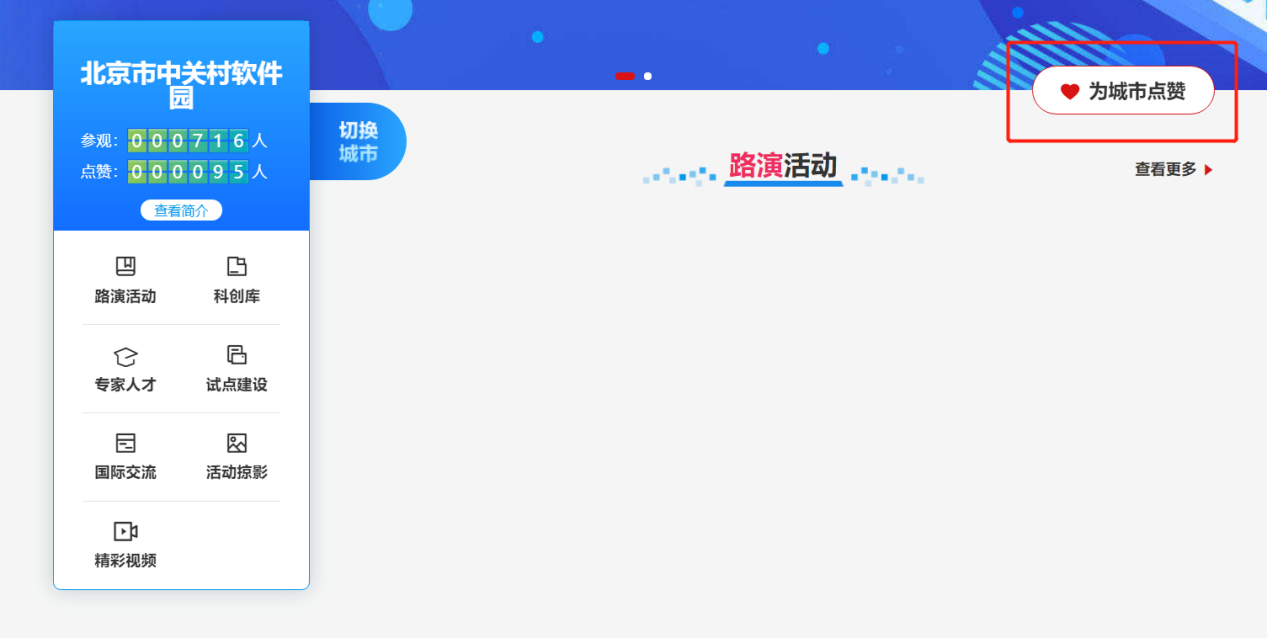 北京市中关村软件
园
参观: 000716人
点赞: 000095人
查看简介
切换
城市
为城市点赞
路演活动
查看更多
路演活动 科创库
专家人才 试点建设
国际交流 活动掠影
精彩视频